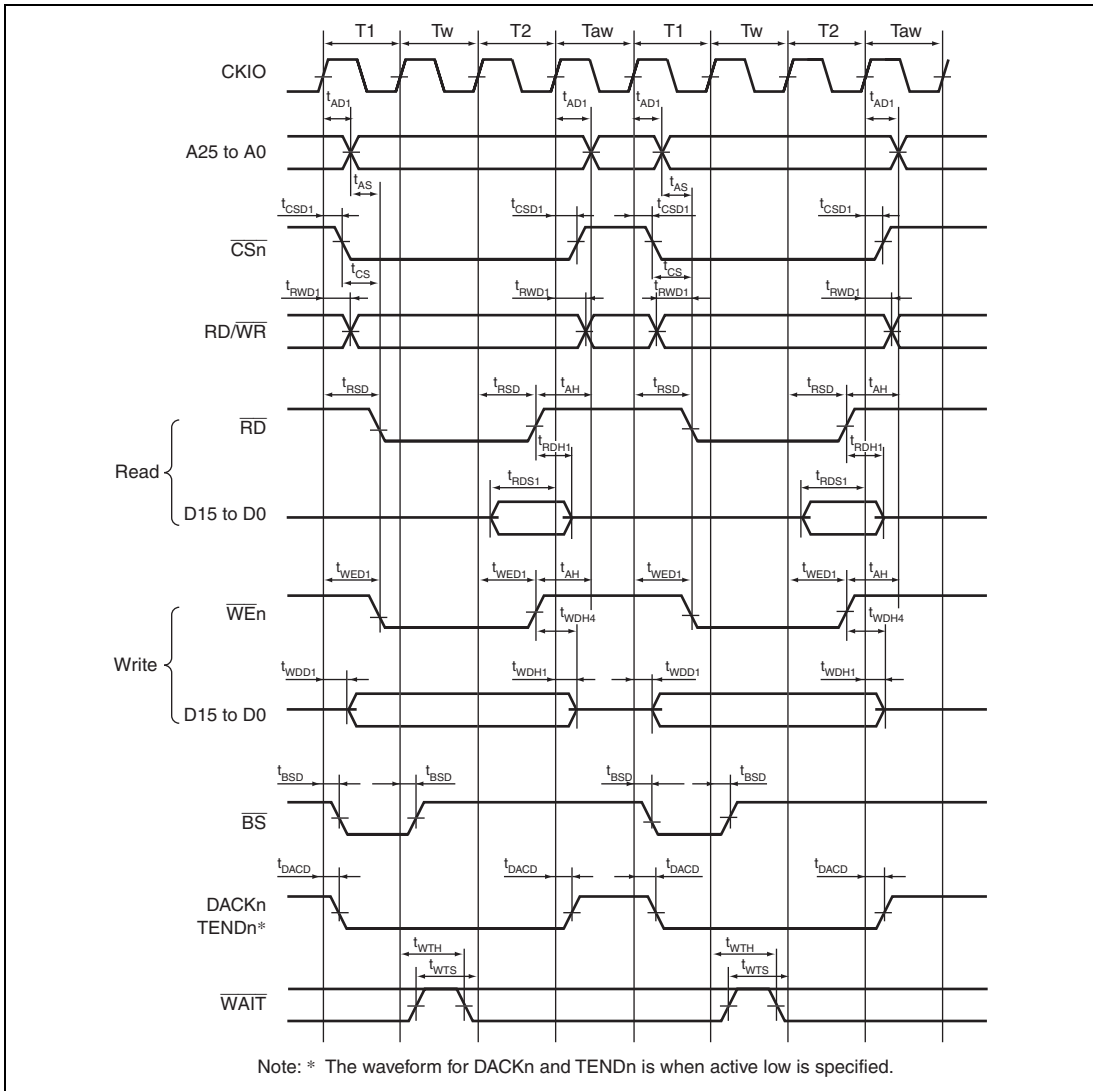 T1 Tw T2 Taw T1 Tw T2 Taw
CKIO
tAD1 tAD1 tAD1 tAD1
A25 to A0
tAS tAS
tCSD1 tCSD1 tCSD1 tCSD1
CSn
tCS tCS
tRWD1 tRWD1 tRWD1 tRWD1
RD/WR
tRSD tRSD tAH tRSD tRSD tAH
RD
tRDH1 tRDH1
Read
tRDS1 tRDS1
D15 to D0
tWED1 tWED1 tAH tWED1 tWED1 tAH
WEn
tWDH4 tWDH4
Write
tWDD1 tWDH1 tWDD1 tWDH1
D15 to D0
tBSD tBSD tBSD tBSD
BS
tDACD tDACD tDACD tDACD
DACKn
TENDn*
tWTH tWTH
tWTS tWTS
WAIT
Note: * The waveform for DACKn and TENDn is when active low is specified.